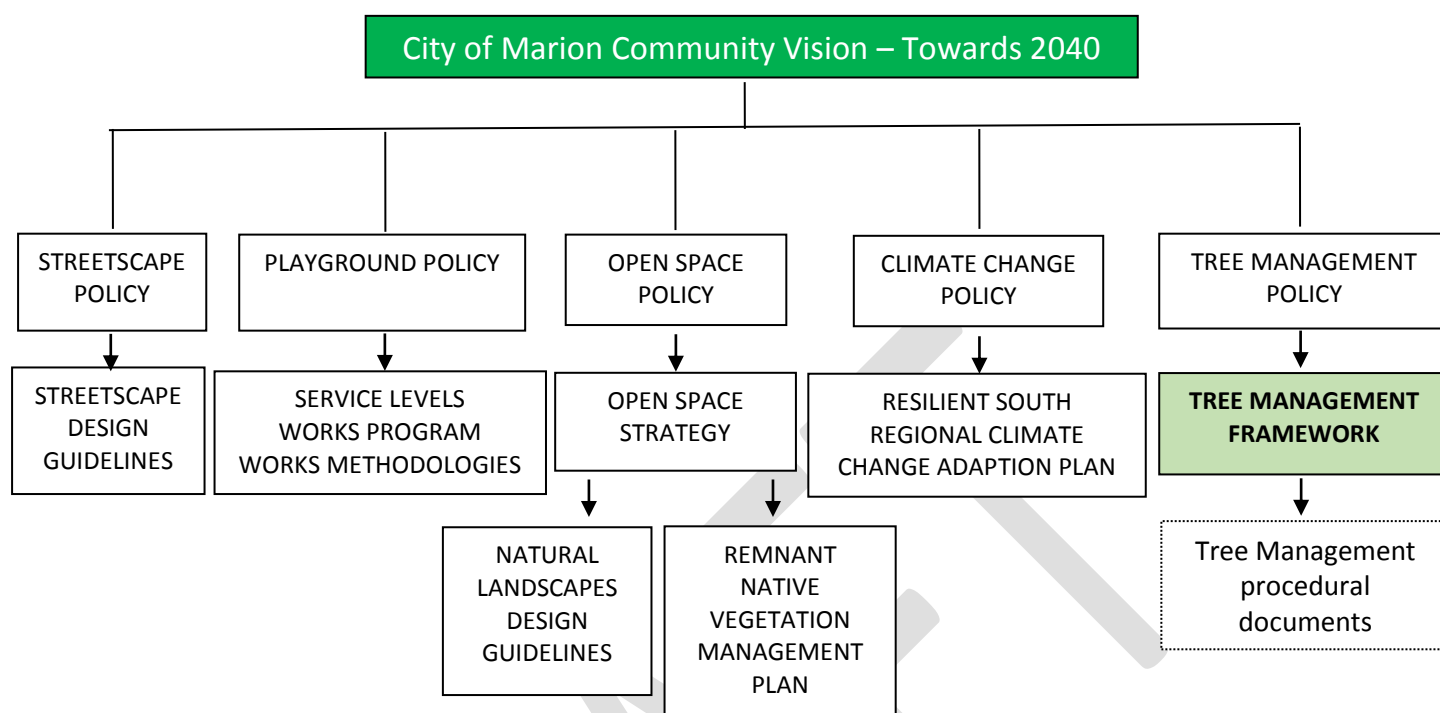 City of Marion Community Vision – Towards 2040
STREETSCAPE
POLICY
PLAYGROUND POLICY
OPEN SPACE
POLICY
CLIMATE CHANGE
POLICY
TREE MANAGEMENT
POLICY
STREETSCAPE
DESIGN
GUIDELINES
SERVICE LEVELS
WORKS PROGRAM
WORKS METHODOLOGIES
OPEN SPACE
STRATEGY
RESILIENT SOUTH
REGIONAL CLIMATE
CHANGE ADAPTION PLAN
TREE MANAGEMENT
FRAMEWORK
NATURAL
LANDSCAPES
DESIGN
GUIDELINES
REMNANT
NATIVE
VEGETATION
MANAGEMENT
PLAN
Tree Management
procedural
documents